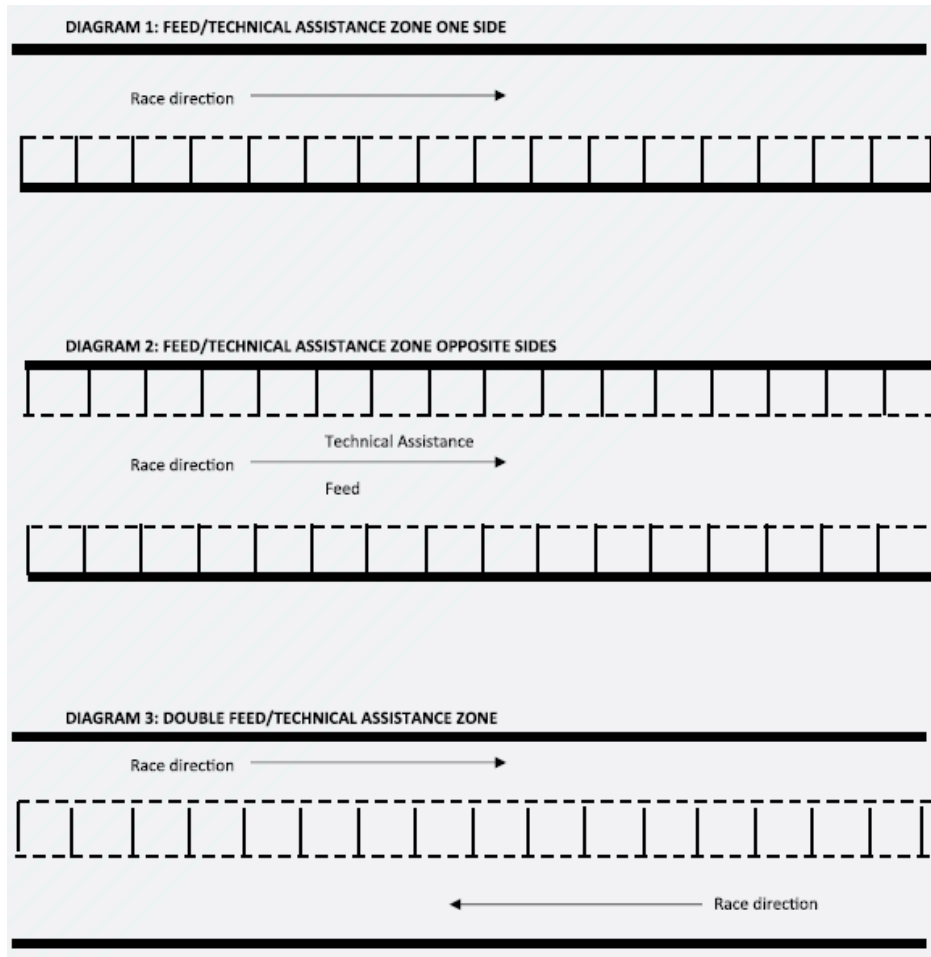 DIAGRAM 1: FEED/TECHNICAL ASSISTANCE ZONE ONE SIDE
Race direction
DIAGRAM 2: FEED/TECHNICAL ASSISTANCE ZONE OPPOSITE SIDES
Technical Assistance
Race direction
Feed
DIAGRAM 3: DOUBLE FEED/TECHNICAL ASSISTANCE ZONE
Race direction
Race direction